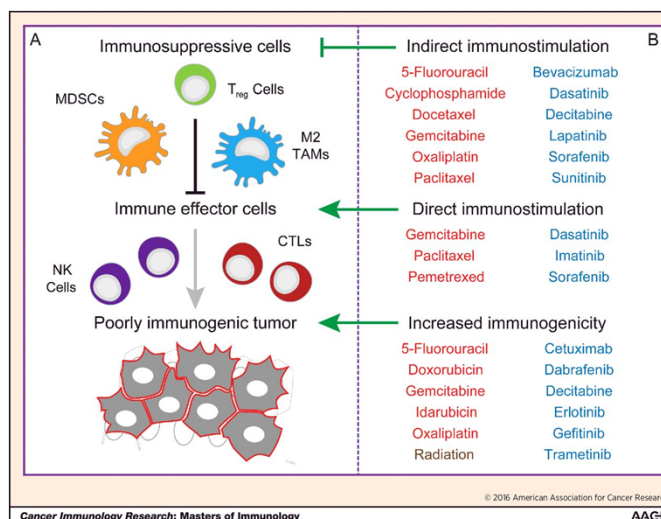 A
Immunosuppressive cells
T reg Cells
MDSCs
M2
TAMs
Immune effector cells
NK
Cells
CTLs
Poorly immunogenic tumor
B
Indirect immunostimulation
5-Fluorouracil Bevacizumab
Cyclophosphamide Dasatinib
Docetaxel Decitabine
Gemcitabine Lapatinib
Oxaliplatin Sorafenib
Paclitaxel Sunitinib
Direct immunostimulation
Gemcitabine Dasatinib
Paclitaxel Imatinib
Pemetrexed Sorafenib
Increased immunogenicity
5-Fluorouracil Cetuximab
Doxorubicin Dabrafenib
Gemcitabine Decitabine
Idarubicin Erlotinib
Oxaliplatin Gefitinib
Radiation Trametinib
© 2016 American Association for Cancer Resear
Cancer Immunology Research: Masters of Immunology